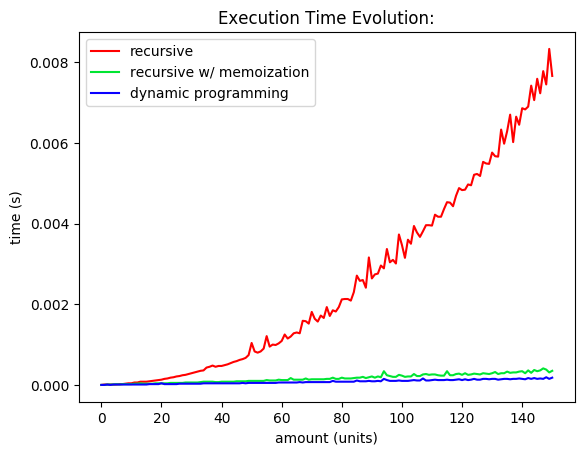 Execution Time Evolution:
recursive
recursive w/ memoization
dynamic programming
time (s)
0.008
0.006
0.004
0.002
0.000
0 20 40 60 80 100 120 140
amount (units)